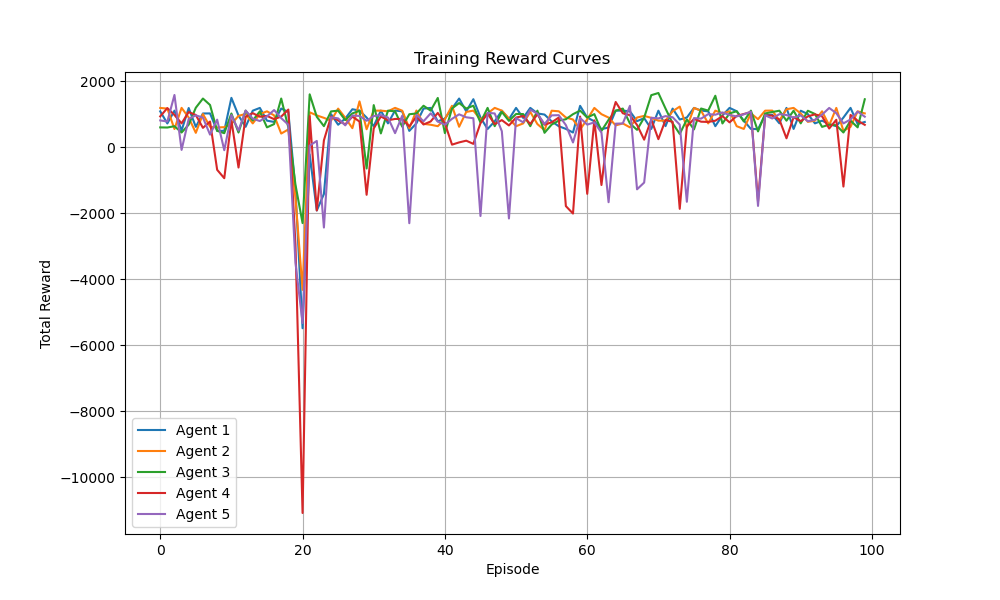 Training Reward Curves
Total Reward
2000
0
−2000
−4000
−6000
−8000
−10000
Agent 1
Agent 2
Agent 3
Agent 4
Agent 5
0 20 40 60 80 100
Episode